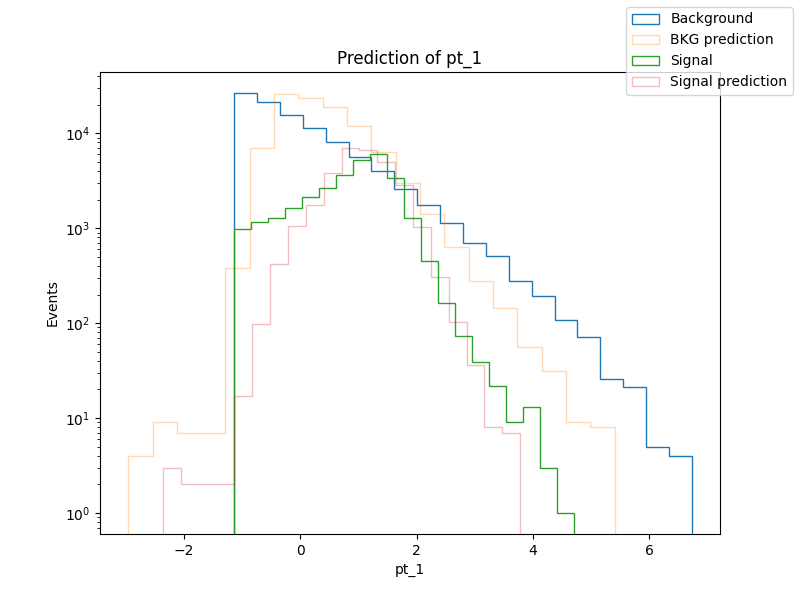 Prediction of pt_1
Background
BKG prediction
Signal
Signal prediction
Events
10⁴
10³
10²
10¹
10⁰
−2
0
2
4
6
pt_1